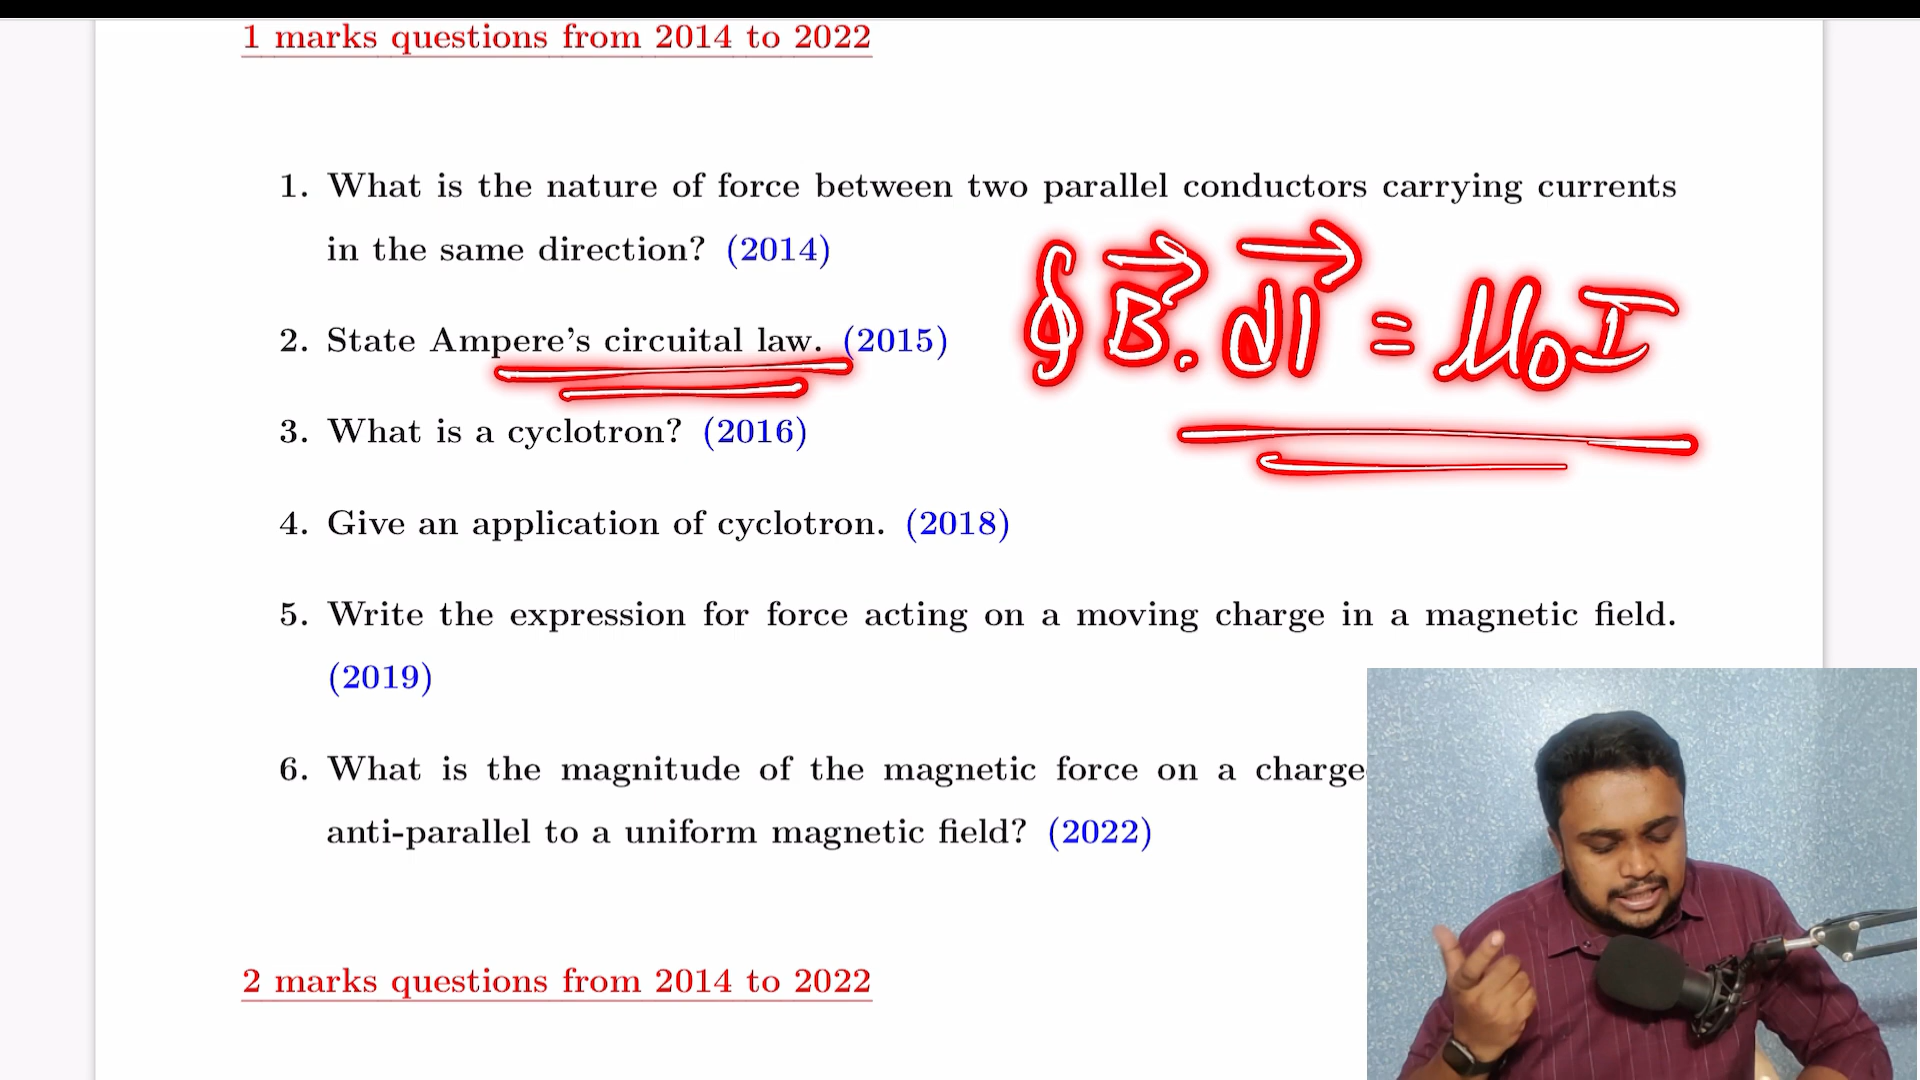 1 marks questions from 2014 to 2022
1. What is the nature of force between two parallel conductors carrying currents
in the same direction? (2014)
∮ B⃗ . dl⃗ = μ₀I
2. State Ampere's circuital law. (2015)
3. What is a cyclotron? (2016)
4. Give an application of cyclotron. (2018)
5. Write the expression for force acting on a moving charge in a magnetic field.
(2019)
6. What is the magnitude of the magnetic force on a charge
anti-parallel to a uniform magnetic field? (2022)
2 marks questions from 2014 to 2022